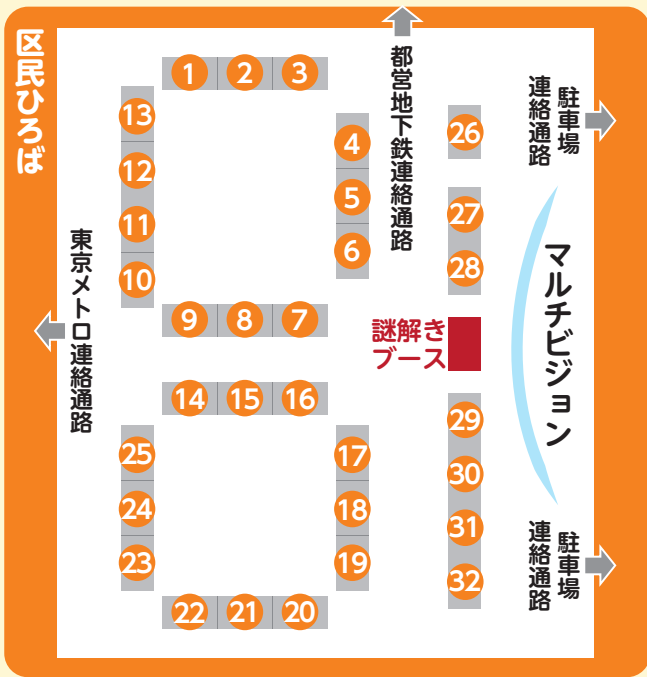 区民ひろば
都営地下鉄連絡通路
駐車場
連絡通路
東京メトロ連絡通路
マルチビジョン
謎解き
ブース
駐車場
連絡通路
1 2 3
13
12
11
10
4
5
6
9 8 7
14 15 16
25
24
23
17
18
19
22 21 20
26
27
28
29
30
31
32